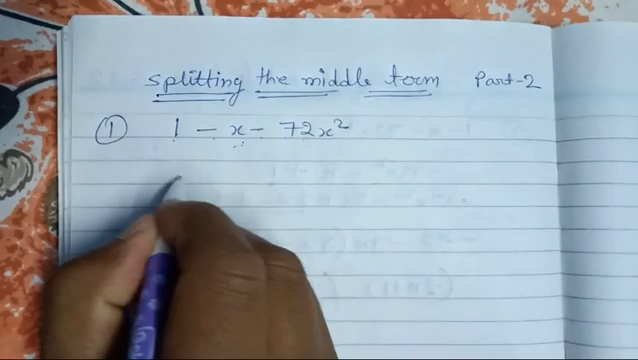 splitting the middle term Part-2
① 1 - x - 72x²